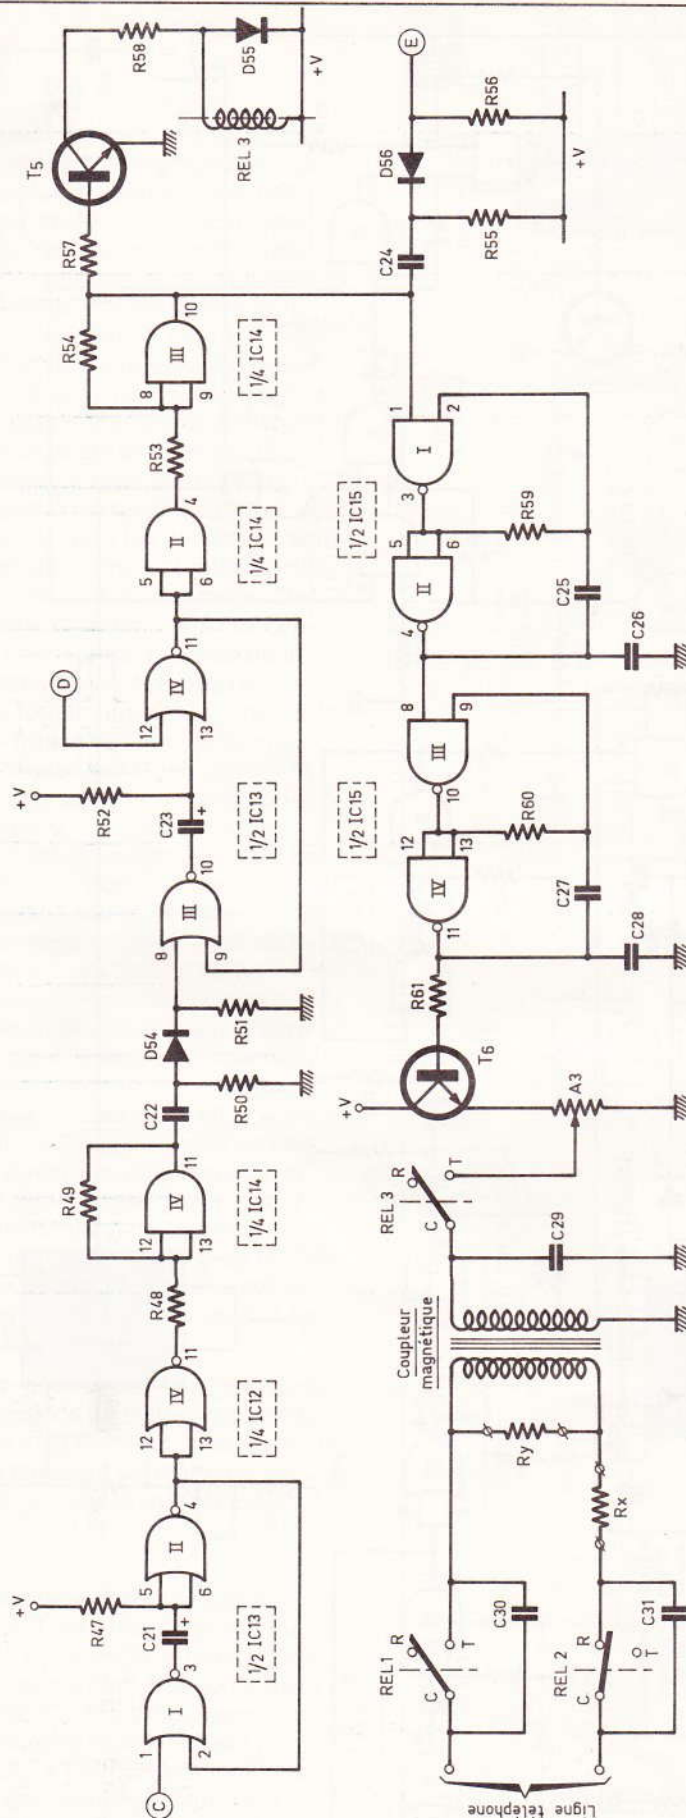 C
1
2
I
3
C21
+
R47
+V
5
6
II
4
1/2 IC13
12
13
IV
11
1/4 IC12
R48
R49
12
13
IV
11
1/4 IC14
C22
R50
D54
R51
8
9
III
10
C23
+
R52
+V
1/2 IC13
D
12
13
IV
11
5
6
II
4
1/4 IC14
R53
R54
8
9
III
10
1/4 IC14
R57
T5
R58
D55
REL 3
+V
Ligne téléphone
REL1
C
R
T
C30
REL 2
C
R
T
C31
Rx
Ry
Coupleur
magnétique
C29
REL3
C
R
T
A3
+V
T6
R61
C28
C27
11
IV
12
13
R60
10
III
8
9
1/2 IC15
C26
C25
4
II
5
6
R59
3
I
1
2
1/2 IC15
C24
R55
D56
R56
+V
E